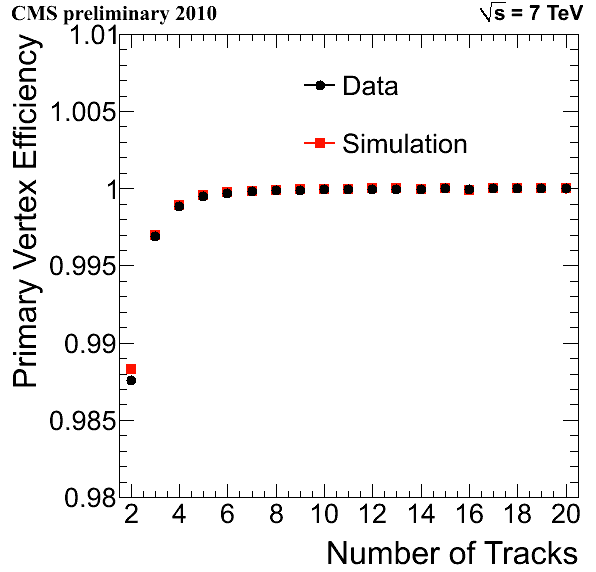 CMS preliminary 2010
√s = 7 TeV
Primary Vertex Efficiency
1.01
1.005
1
0.995
0.99
0.985
0.98
Data
Simulation
2 4 6 8 10 12 14 16 18 20
Number of Tracks